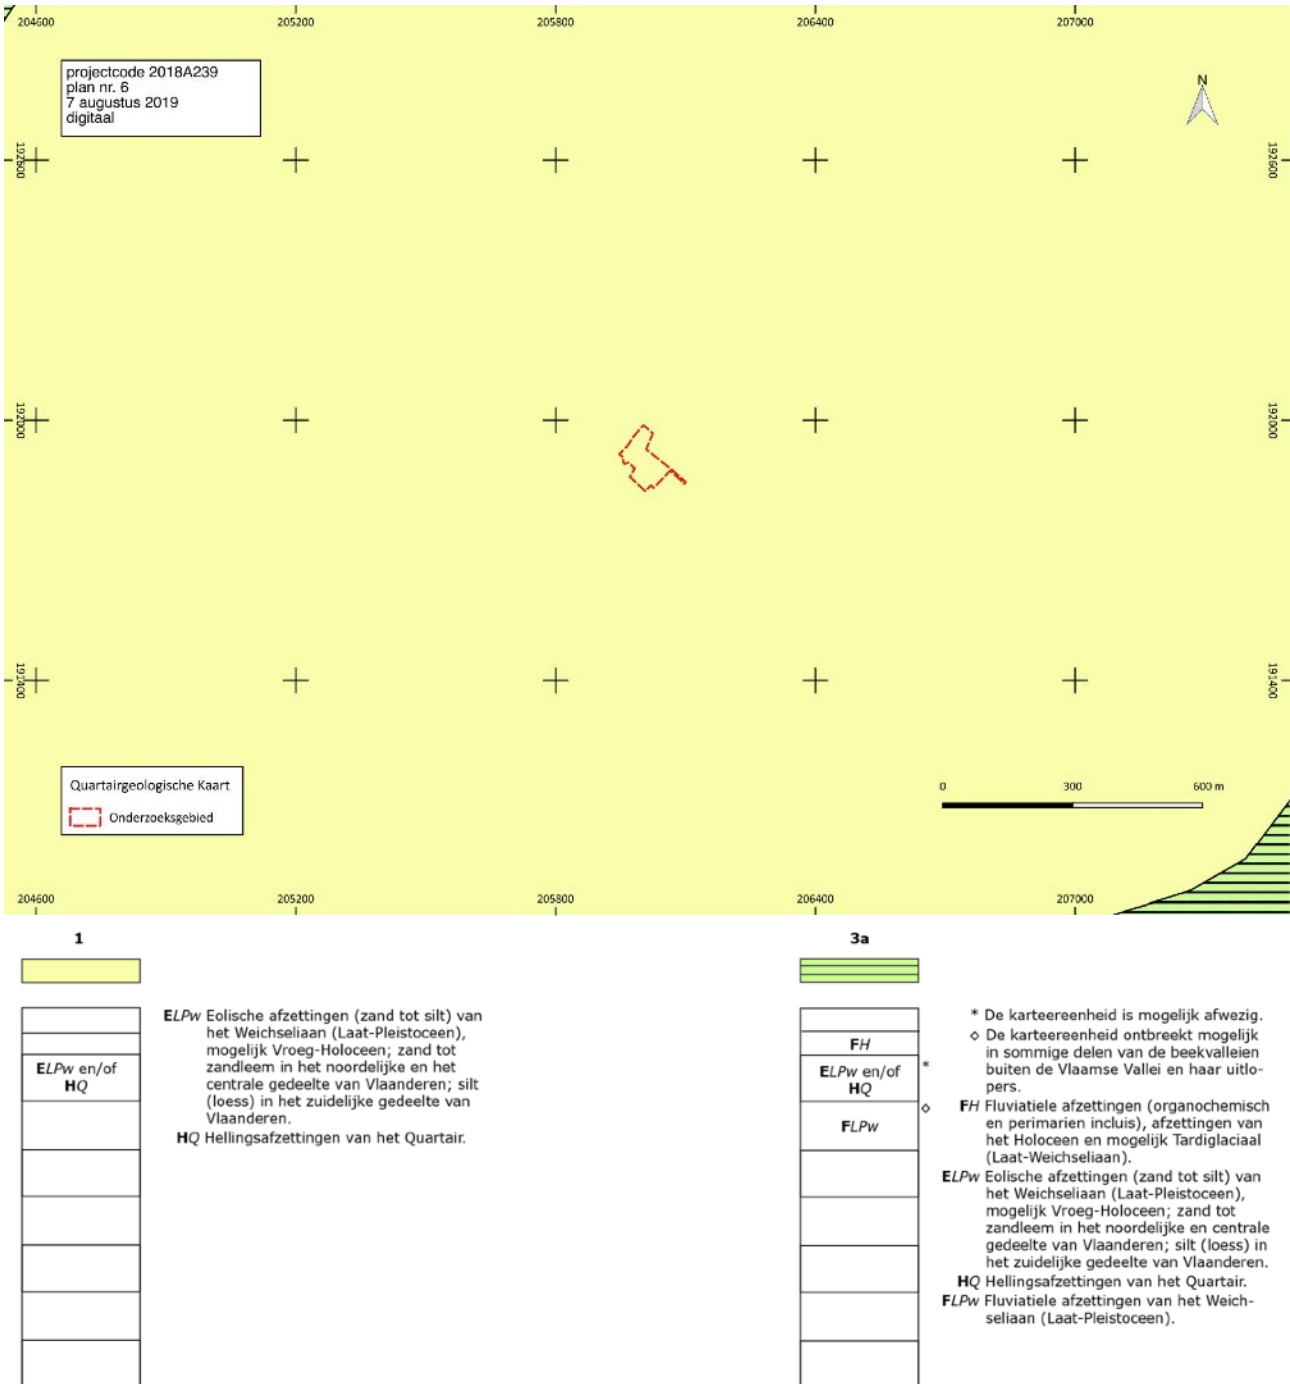 204600 205200 205800 206400 207000
projectcode 2018A239
plan nr. 6
7 augustus 2019
digitaal
N
192600 192600
192000 192000
191400 191400
Quartairgeologische Kaart
Onderzoeksgebied
0 300 600 m
204600 205200 205800 206400 207000
1
ELPw en/of
HQ
ELPw Eolische afzettingen (zand tot silt) van
het Weichseliaan (Laat-Pleistoceen),
mogelijk Vroeg-Holoceen; zand tot
zandleem in het noordelijke en het
centrale gedeelte van Vlaanderen; silt
(loess) in het zuidelijke gedeelte van
Vlaanderen.
HQ Hellingsafzettingen van het Quartair.
3a
FH
ELPw en/of
HQ
*
FLPw
◇
* De karteereenheid is mogelijk afwezig.
◇ De karteereenheid ontbreekt mogelijk
in sommige delen van de beekvalleien
buiten de Vlaamse Vallei en haar uitlo-
pers.
FH Fluviatiele afzettingen (organochemisch
en perimarien incluis), afzettingen van
het Holoceen en mogelijk Tardiglaciaal
(Laat-Weichseliaan).
ELPw Eolische afzettingen (zand tot silt) van
het Weichseliaan (Laat-Pleistoceen),
mogelijk Vroeg-Holoceen; zand tot
zandleem in het noordelijke en centrale
gedeelte van Vlaanderen; silt (loess) in
het zuidelijke gedeelte van Vlaanderen.
HQ Hellingsafzettingen van het Quartair.
FLPw Fluviatiele afzettingen van het Weich-
seliaan (Laat-Pleistoceen).